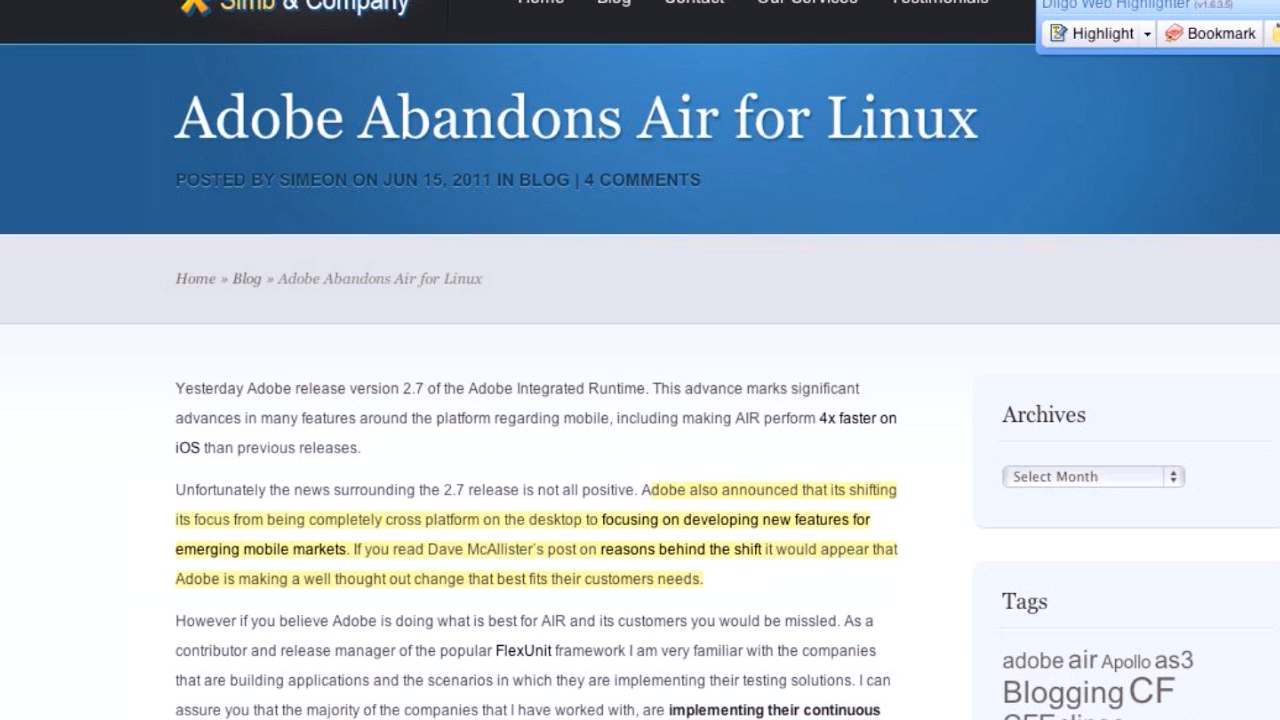 Simb & Company
Home Blog Contact Our Services Testimonials
Diigo Web Highlighter (v1.6.3.5)
Highlight Bookmark
Adobe Abandons Air for Linux
POSTED BY SIMEON ON JUN 15, 2011 IN BLOG | 4 COMMENTS
Home » Blog » Adobe Abandons Air for Linux
Yesterday Adobe release version 2.7 of the Adobe Integrated Runtime. This advance marks significant
advances in many features around the platform regarding mobile, including making AIR perform 4x faster on
iOS than previous releases.
Unfortunately the news surrounding the 2.7 release is not all positive. Adobe also announced that its shifting
its focus from being completely cross platform on the desktop to focusing on developing new features for
emerging mobile markets. If you read Dave McAllister's post on reasons behind the shift it would appear that
Adobe is making a well thought out change that best fits their customers needs.
However if you believe Adobe is doing what is best for AIR and its customers you would be missled. As a
contributor and release manager of the popular FlexUnit framework I am very familiar with the companies
that are building applications and the scenarios in which they are implementing their testing solutions. I can
assure you that the majority of the companies that I have worked with, are implementing their continuous
Archives
Select Month
Tags
adobe air Apollo as3
Blogging CF